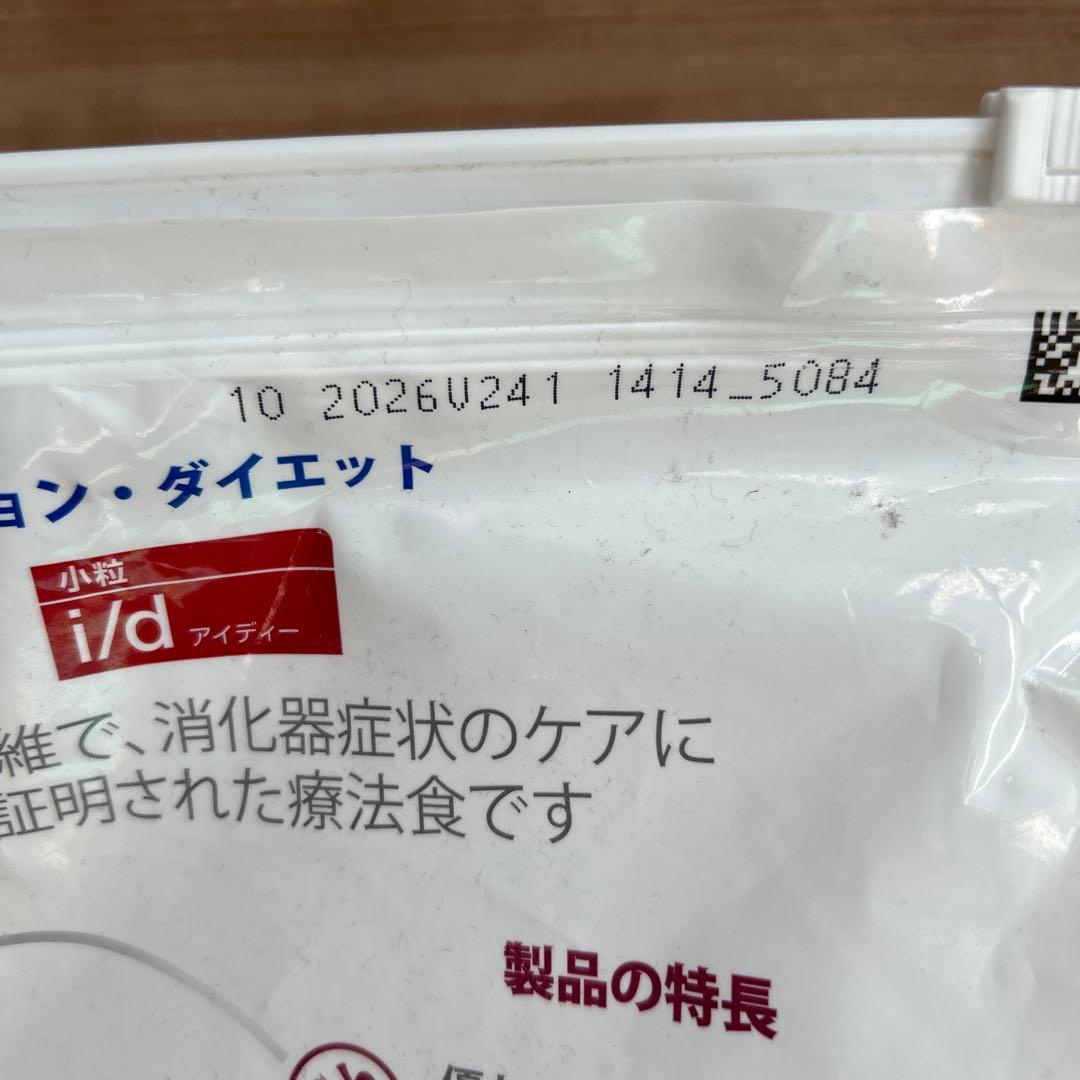 10 2026V241 1414_5084
ョン・ダイエット
小粒
i/d アイディー
維で、消化器症状のケアに
証明された療法食です
製品の特長